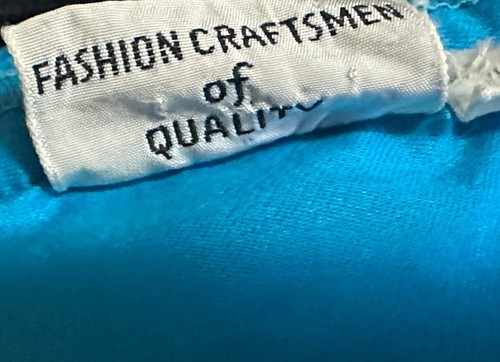 FASHION CRAFTSMEN
of
QUALITY